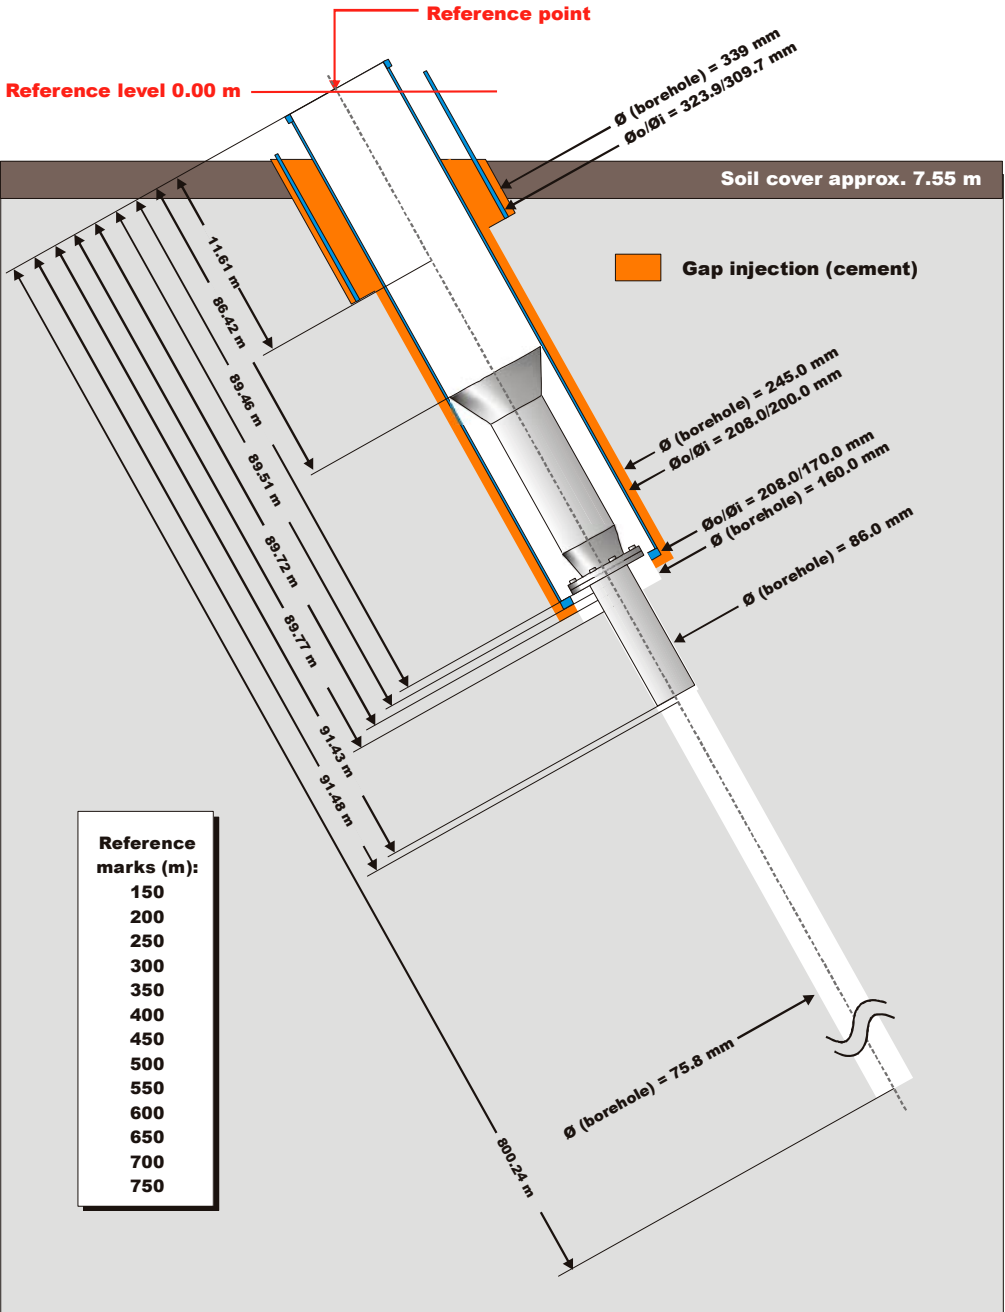 Reference point
Reference level 0.00 m
Ø (borehole) = 339 mm
Øo/Øi = 323.9/309.7 mm
Soil cover approx. 7.55 m
Gap injection (cement)
11.61 m
86.42 m
89.46 m
89.51 m
89.72 m
89.77 m
91.43 m
91.48 m
800.24 m
Ø (borehole) = 245.0 mm
Øo/Øi = 208.0/200.0 mm
Øo/Øi = 208.0/170.0 mm
Ø (borehole) = 160.0 mm
Ø (borehole) = 86.0 mm
Ø (borehole) = 75.8 mm
Reference
marks (m):
150
200
250
300
350
400
450
500
550
600
650
700
750